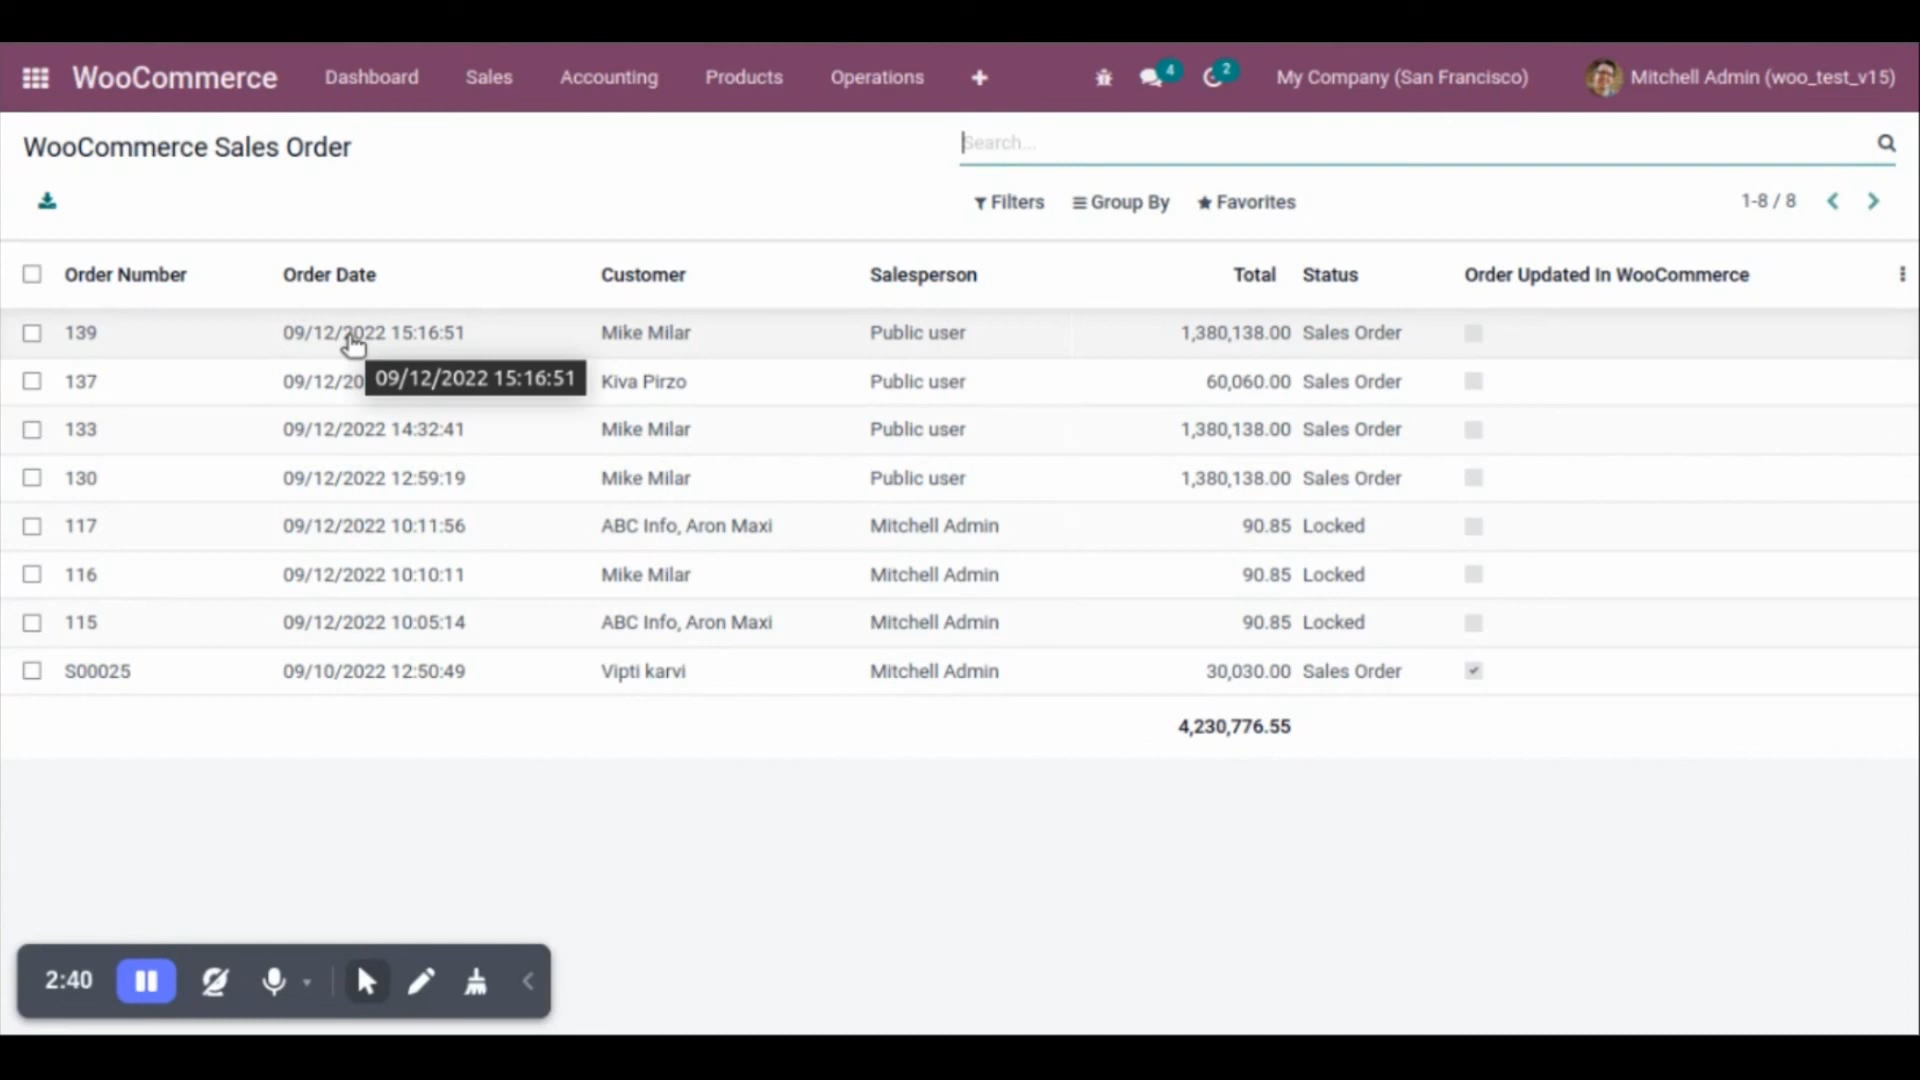 WooCommerce Dashboard Sales Accounting Products Operations 4 2 My Company (San Francisco) Mitchell Admin (woo_test_v15)
WooCommerce Sales Order Search...
Filters Group By Favorites 1-8 / 8
Order Number Order Date Customer Salesperson Total Status Order Updated In WooCommerce
139 09/12/2022 15:16:51 Mike Milar Public user 1,380,138.00 Sales Order
137 09/12/20 Kiva Pirzo Public user 60,060.00 Sales Order
09/12/2022 15:16:51
133 09/12/2022 14:32:41 Mike Milar Public user 1,380,138.00 Sales Order
130 09/12/2022 12:59:19 Mike Milar Public user 1,380,138.00 Sales Order
117 09/12/2022 10:11:56 ABC Info, Aron Maxi Mitchell Admin 90.85 Locked
116 09/12/2022 10:10:11 Mike Milar Mitchell Admin 90.85 Locked
115 09/12/2022 10:05:14 ABC Info, Aron Maxi Mitchell Admin 90.85 Locked
S00025 09/10/2022 12:50:49 Vipti karvi Mitchell Admin 30,030.00 Sales Order
4,230,776.55
2:40